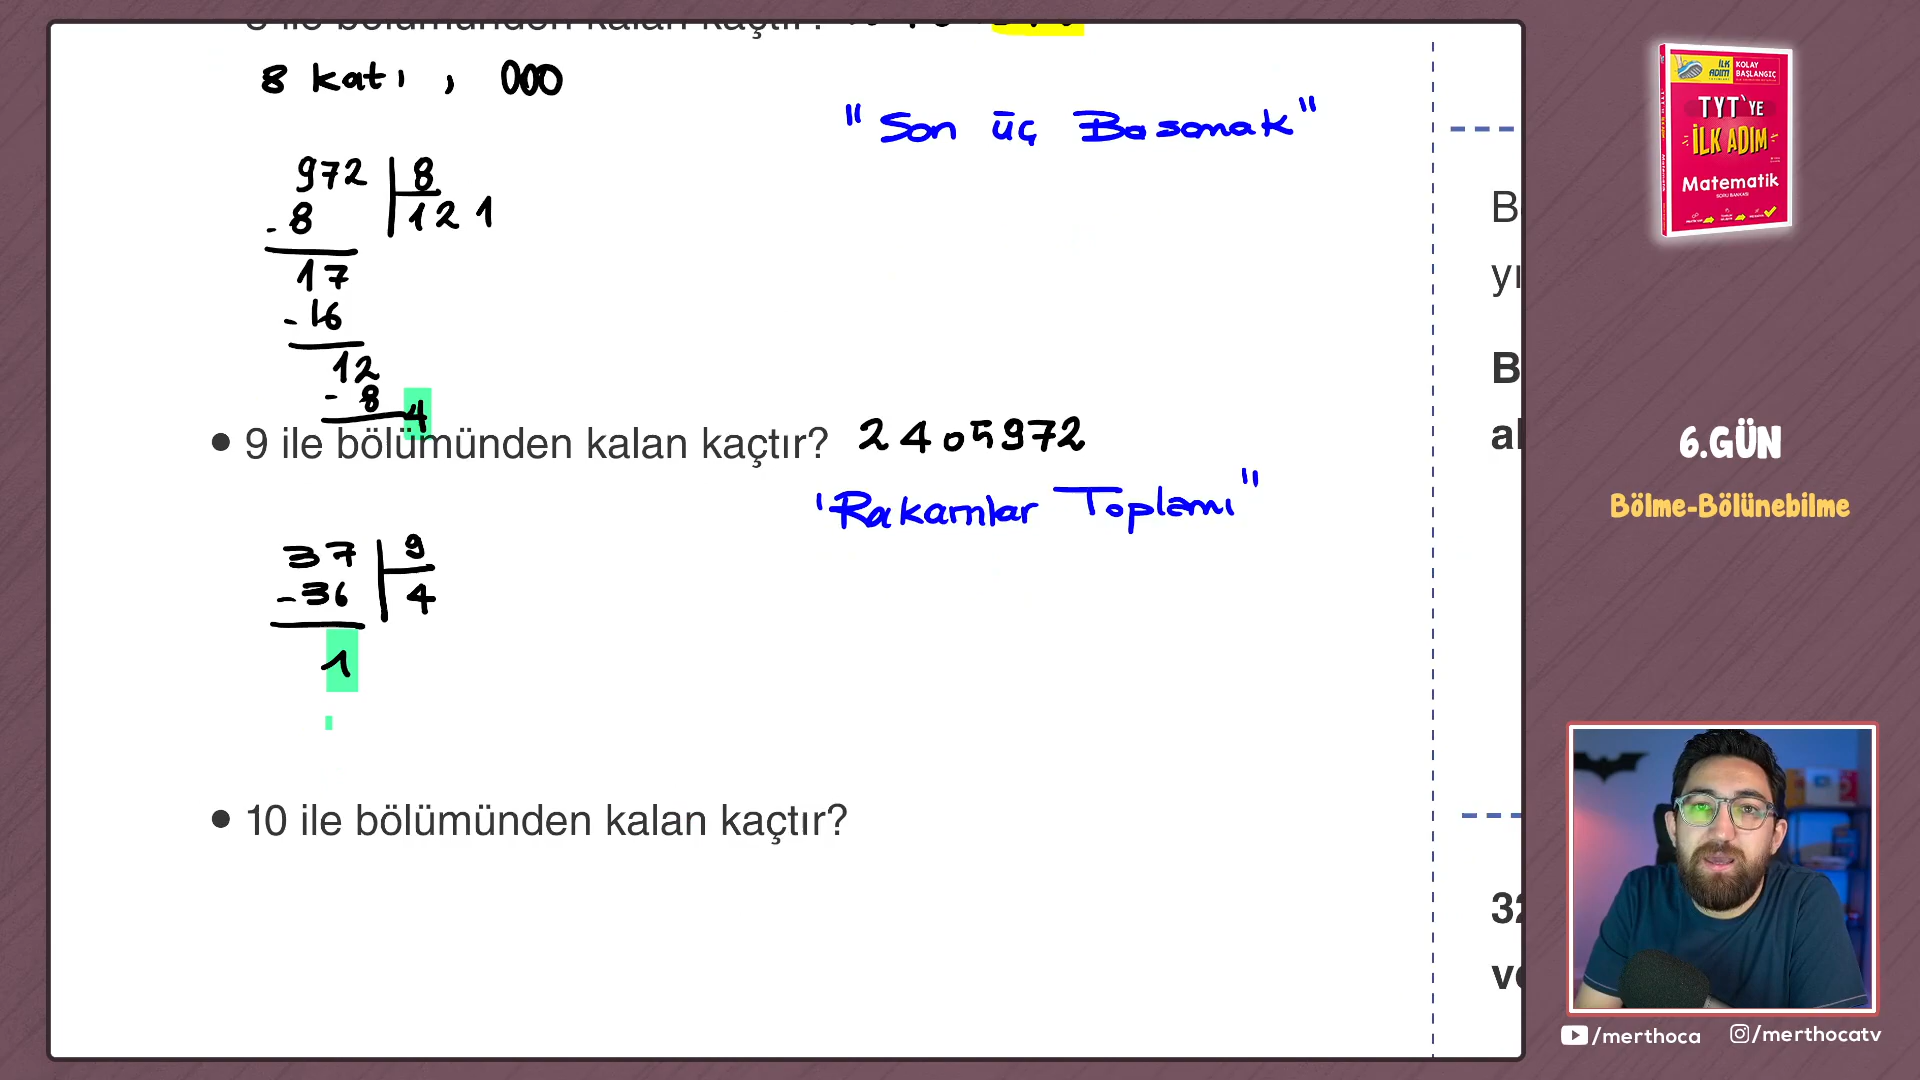 8 katı , 000
"Son üç Basamak"
972 8
- 8 121
17
- 16
12
- 8 4
• 9 ile bölümünden kalan kaçtır? 2405972
"Rakamlar Toplamı"
37 9
- 36 4
1
• 10 ile bölümünden kalan kaçtır?
B
yı
B
al
32
ve
İLK ADIM
KOLAY BAŞLANGIÇ
TYT'YE
İLK ADIM
Matematik
SORU BANKASI
6.GÜN
Bölme-Bölünebilme
/merthoca /merthocatv